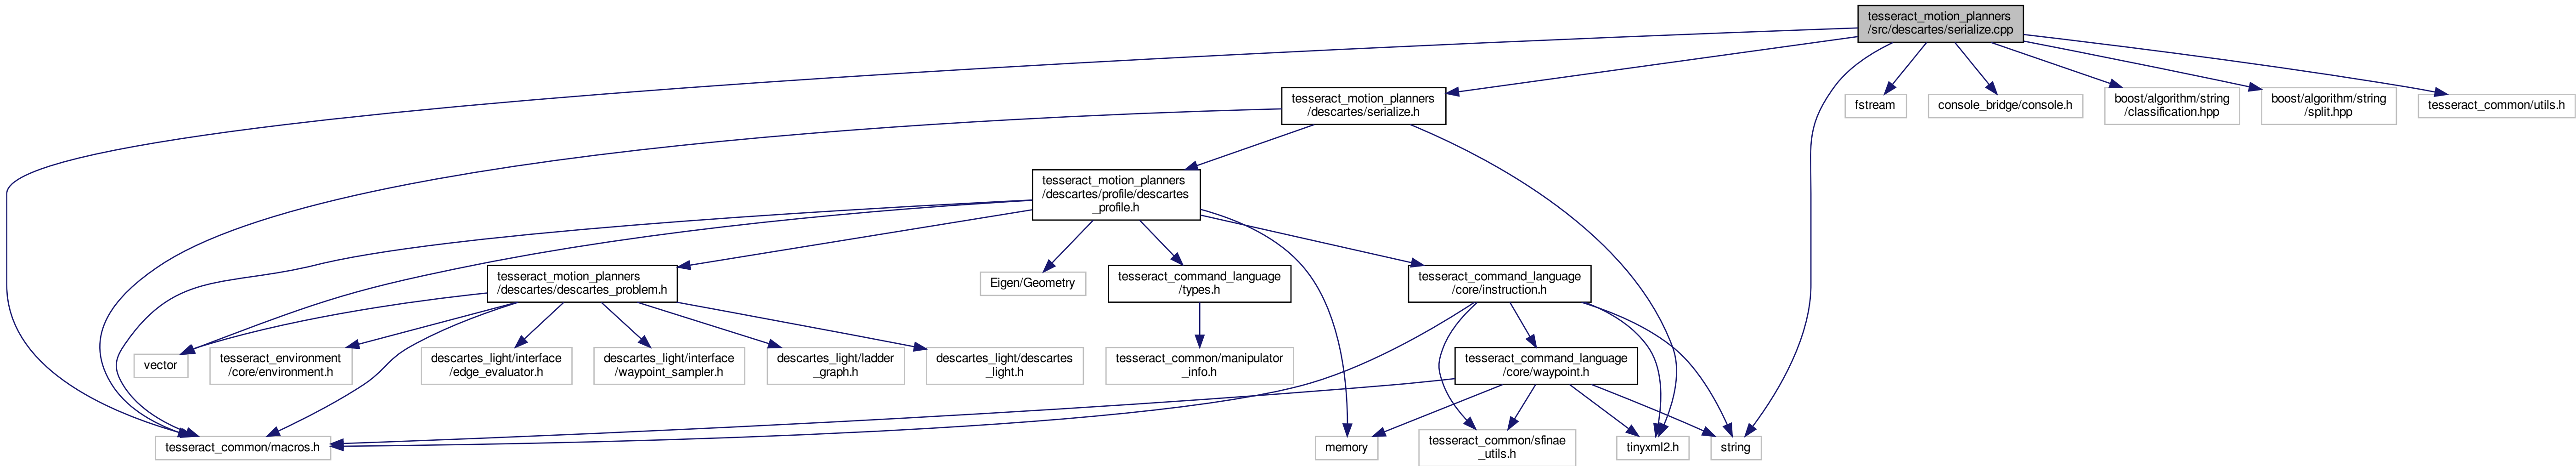 tesseract_motion_planners
/src/descartes/serialize.cpp
tesseract_motion_planners
/descartes/serialize.h
fstream
console_bridge/console.h
boost/algorithm/string
/classification.hpp
boost/algorithm/string
/split.hpp
tesseract_common/utils.h
tesseract_motion_planners
/descartes/profile/descartes
_profile.h
tesseract_motion_planners
/descartes/descartes_problem.h
Eigen/Geometry
tesseract_command_language
/types.h
tesseract_command_language
/core/instruction.h
vector
tesseract_environment
/core/environment.h
descartes_light/interface
/edge_evaluator.h
descartes_light/interface
/waypoint_sampler.h
descartes_light/ladder
_graph.h
descartes_light/descartes
_light.h
tesseract_common/manipulator
_info.h
tesseract_command_language
/core/waypoint.h
tesseract_common/macros.h
memory
tesseract_common/sfinae
_utils.h
tinyxml2.h
string